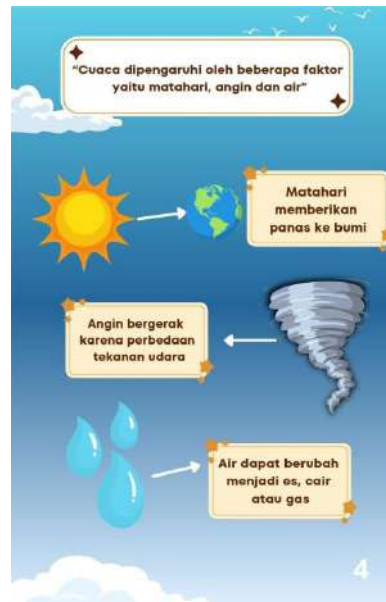 “Cuaca dipengaruhi oleh beberapa faktor
yaitu matahari, angin dan air”
Matahari
memberikan
panas ke bumi
Angin bergerak
karena perbedaan
tekanan udara
Air dapat berubah
menjadi es, cair
atau gas
4